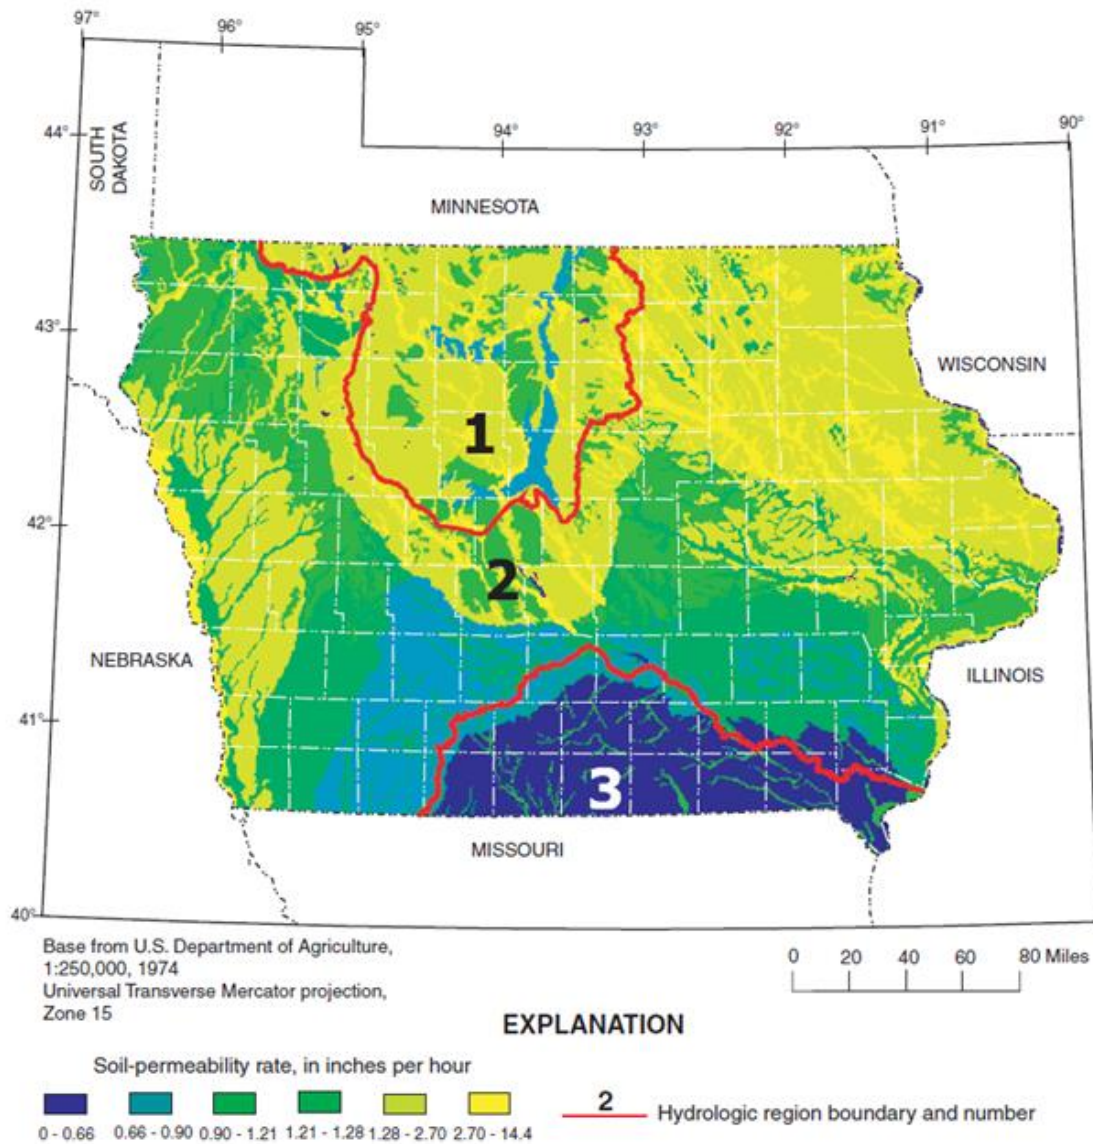 97°
96°
95°
44°
SOUTH
DAKOTA
94°
93°
92°
91°
90°
MINNESOTA
43°
WISCONSIN
1
42°
2
NEBRASKA
ILLINOIS
41°
3
MISSOURI
40°
Base from U.S. Department of Agriculture,
1:250,000, 1974
Universal Transverse Mercator projection,
Zone 15
0 20 40 60 80 Miles
EXPLANATION
Soil-permeability rate, in inches per hour
0 - 0.66 0.66 - 0.90 0.90 - 1.21 1.21 - 1.28 1.28 - 2.70 2.70 - 14.4
2
Hydrologic region boundary and number